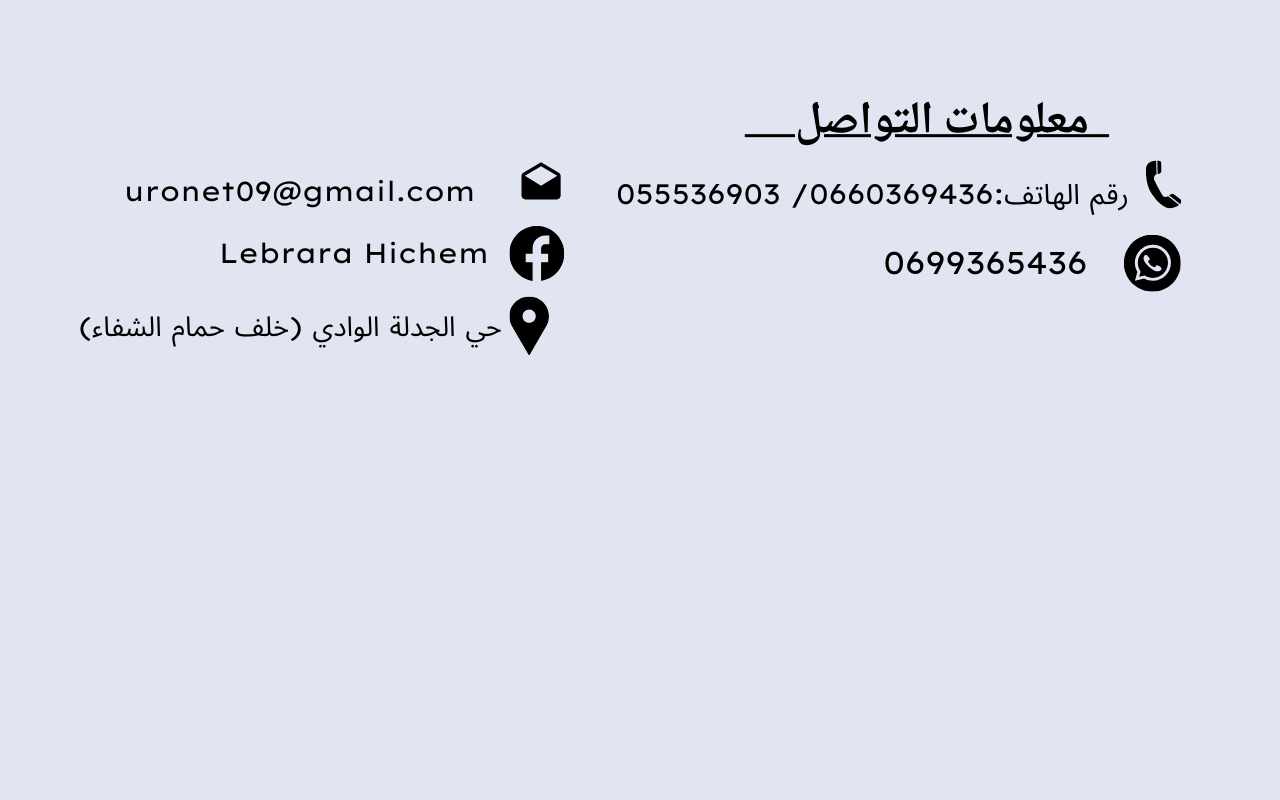 معلومات التواصل
رقم الهاتف:0660369436/ 055536903
0699365436
uronet09@gmail.com
Lebrara Hichem
حي الجدلة الوادي (خلف حمام الشفاء)